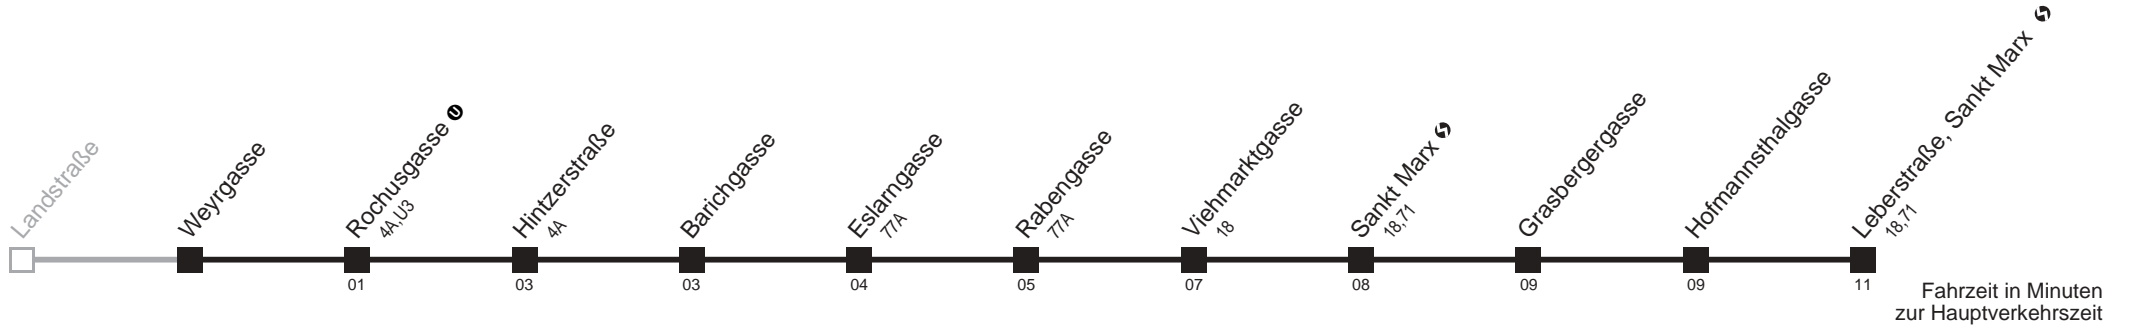 Landstraße
Weyrgasse
Rochusgasse U
4A,U3
Hintzerstraße
4A
Barichgasse
Eslarngasse
77A
Rabengasse
77A
Viehmarktgasse
18
Sankt Marx
18,71
Grasbergergasse
Hofmannsthalgasse
Leberstraße, Sankt Marx
18,71
01
03
03
04
05
07
08
09
09
11
Fahrzeit in Minuten
zur Hauptverkehrszeit